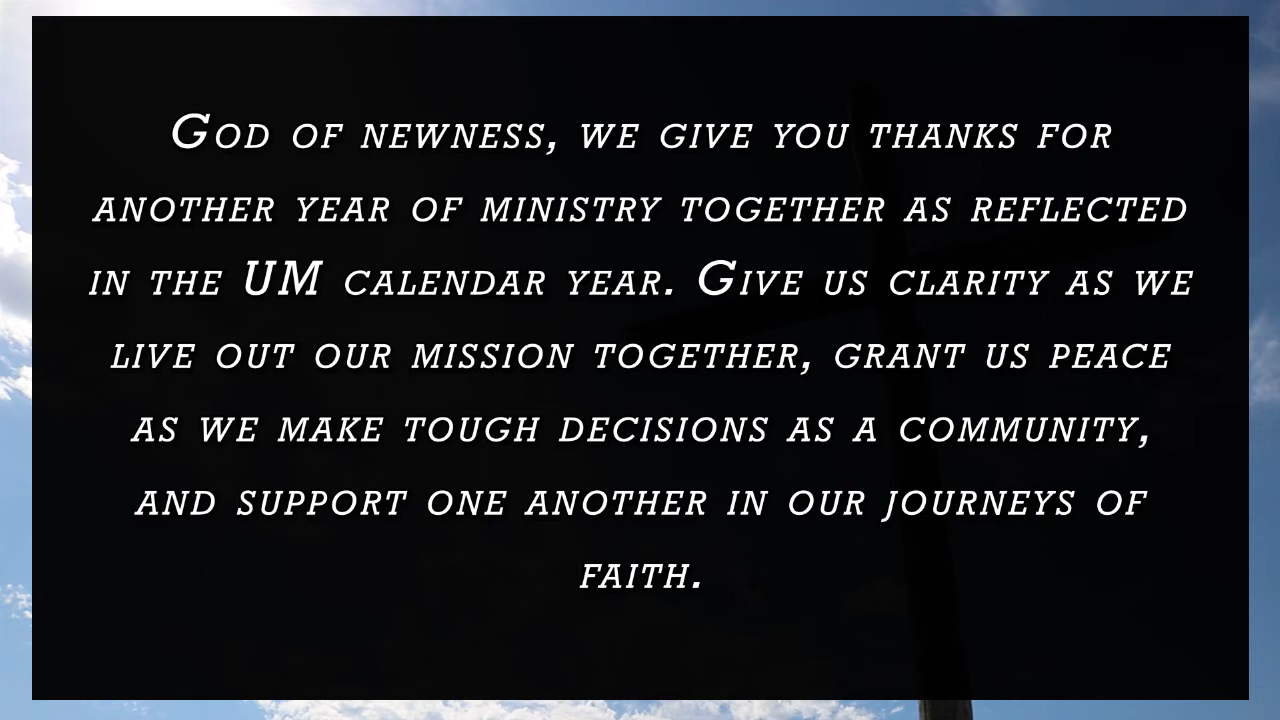 God of newness, we give you thanks for
another year of ministry together as reflected
in the UM calendar year. Give us clarity as we
live out our mission together, grant us peace
as we make tough decisions as a community,
and support one another in our journeys of
faith.